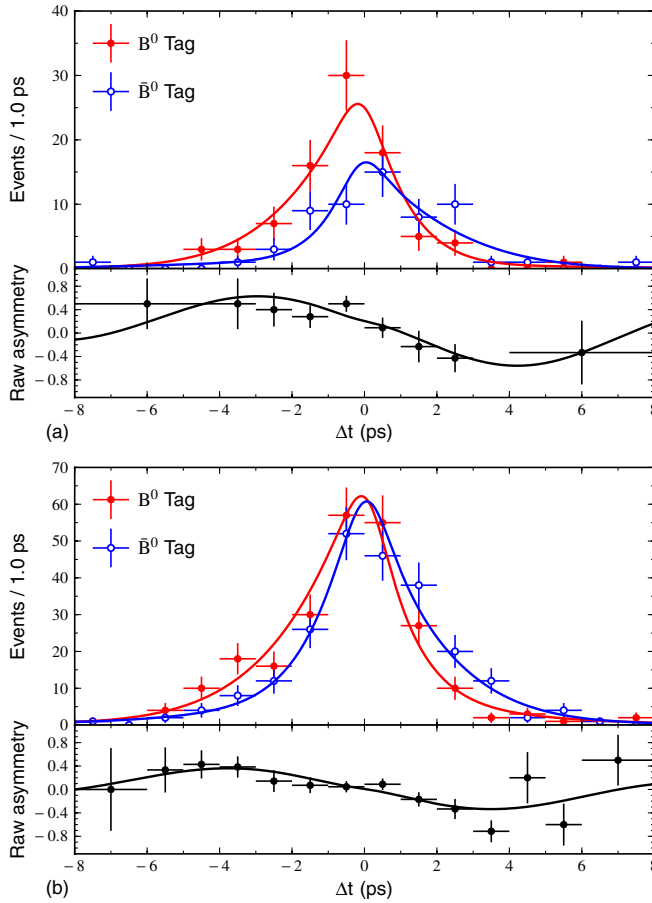 40
30
20
10
0
Events / 1.0 ps
B⁰ Tag
B̄⁰ Tag
0.8
0.4
0.0
−0.4
−0.8
Raw asymmetry
−8 −6 −4 −2 0 2 4 6 8
(a) Δt (ps)
70
60
50
40
30
20
10
0
Events / 1.0 ps
B⁰ Tag
B̄⁰ Tag
0.8
0.4
0.0
−0.4
−0.8
Raw asymmetry
−8 −6 −4 −2 0 2 4 6 8
(b) Δt (ps)